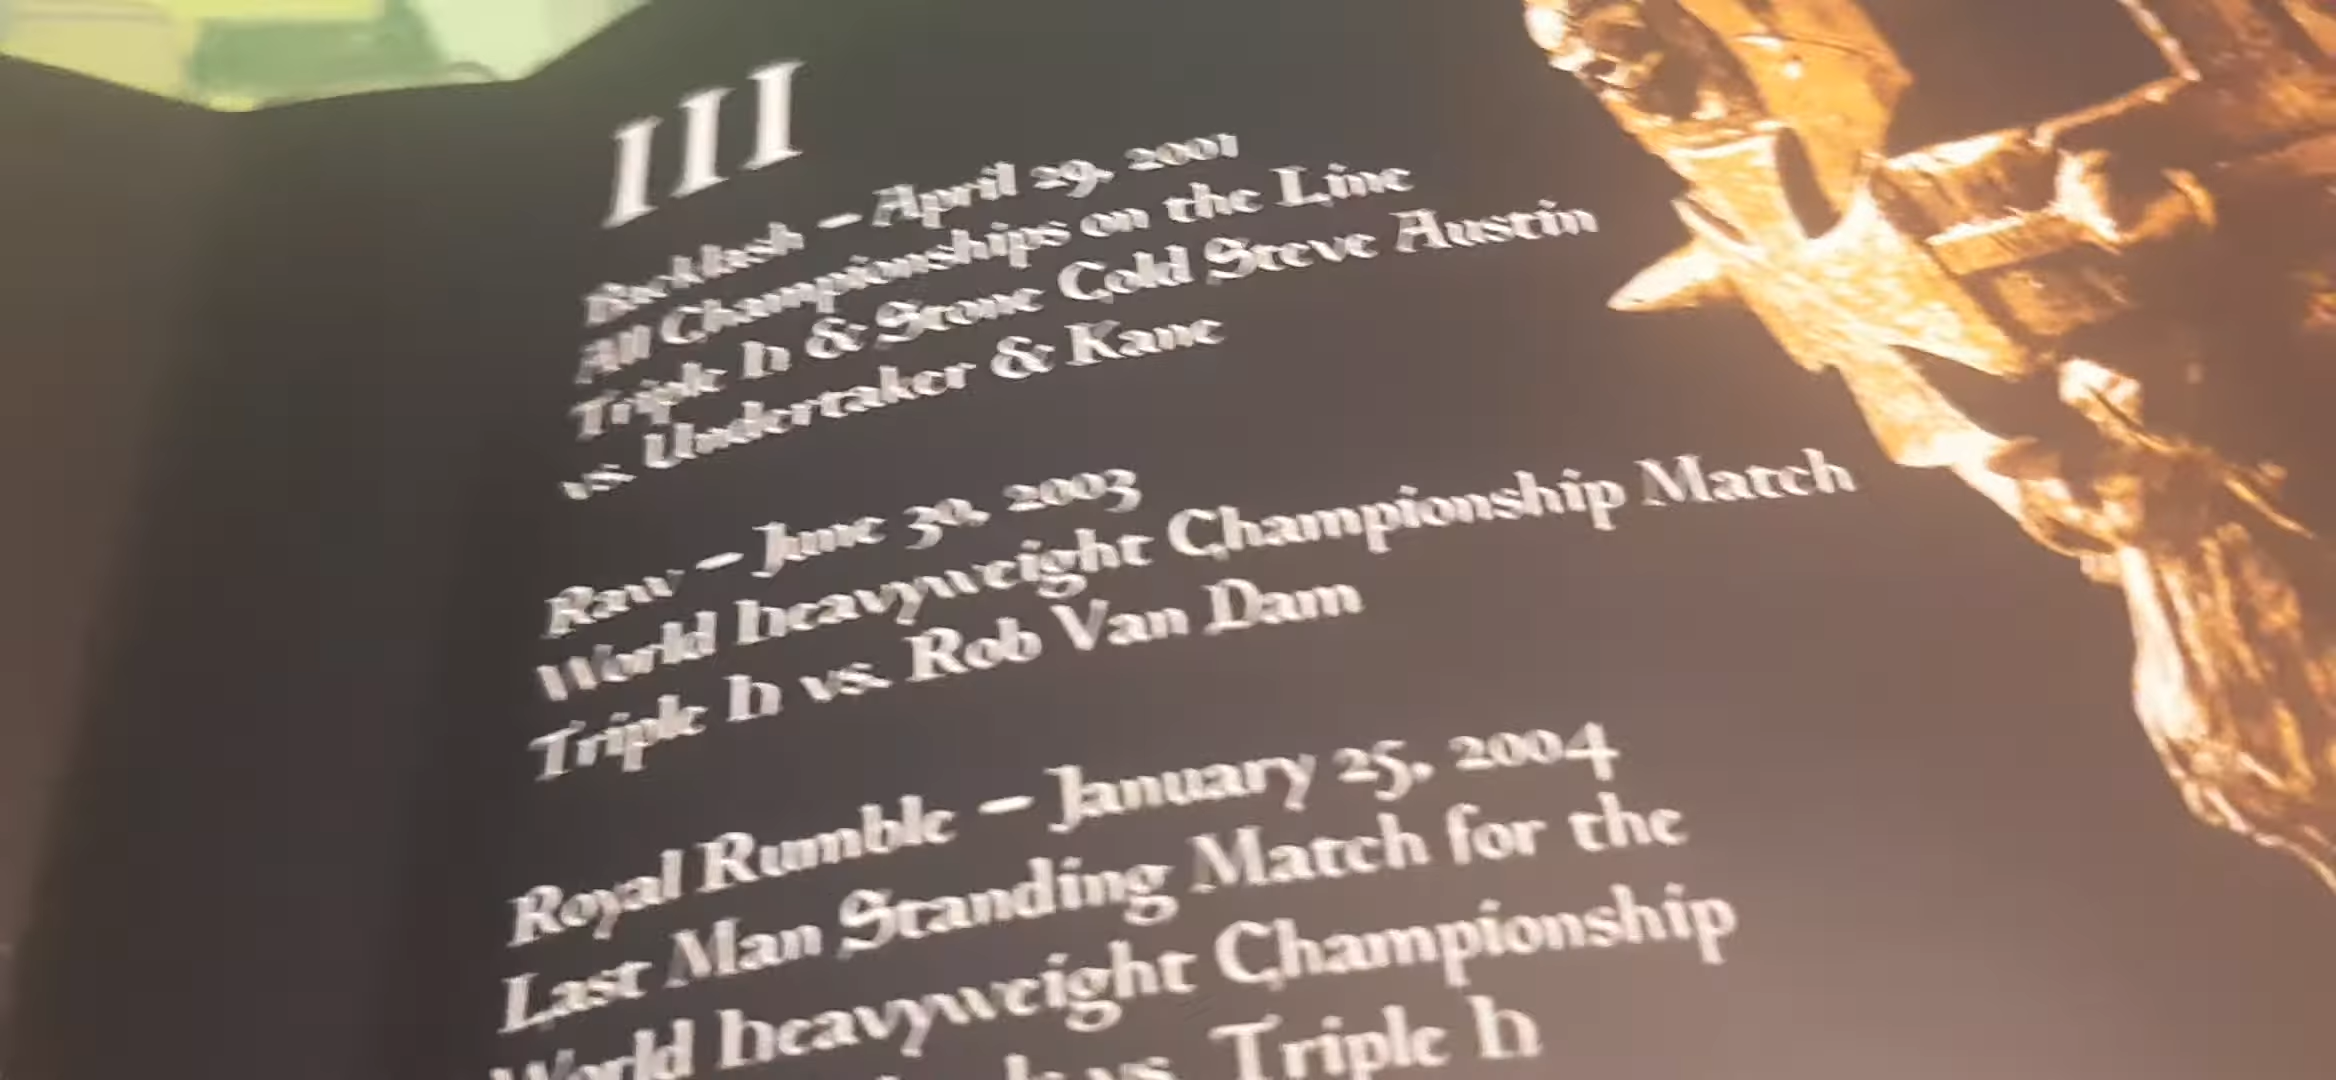 III
Backlash – April 29, 2001
All Championships on the Line
Triple h & Stone Cold Steve Austin
vs. Undertaker & Kane
Raw – June 30, 2003
World heavyweight Championship Match
Triple h vs. Rob Van Dam
Royal Rumble – January 25, 2004
Last Man Standing Match for the
World heavyweight Championship
vs. Triple h